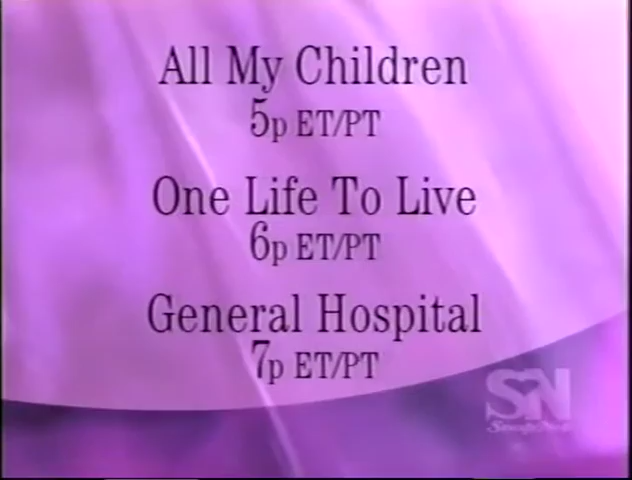 All My Children
5p ET/PT
One Life To Live
6p ET/PT
General Hospital
7p ET/PT
SN